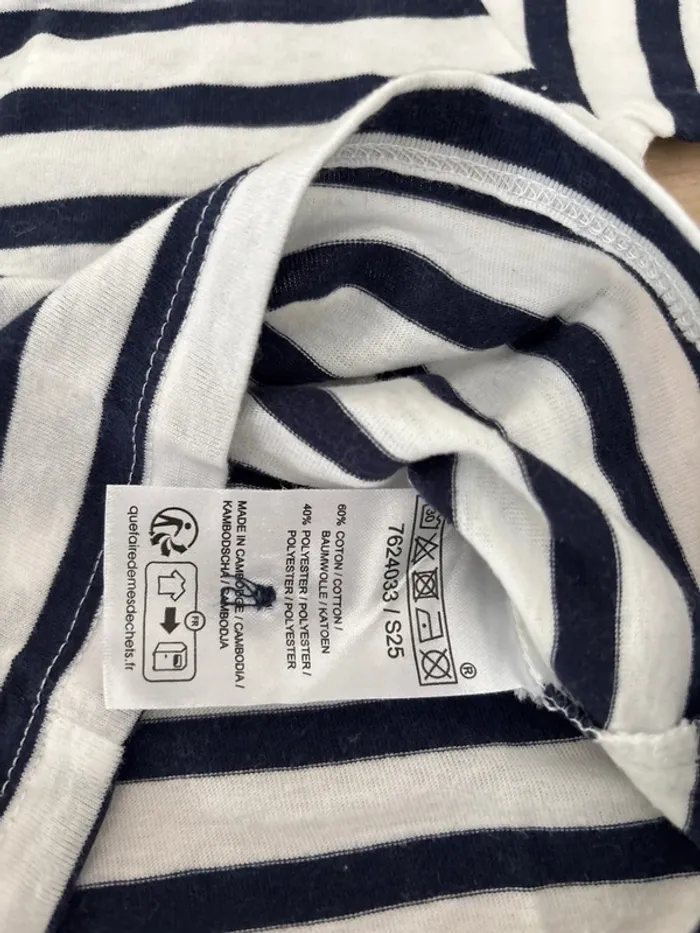 30
®
7624033 / S25
60% COTON / COTTON /
BAUMWOLLE / KATOEN
40% POLYESTER / POLYESTER /
POLYESTER / POLYESTER
MADE IN CAMBODGE / CAMBODIA /
KAMBODSCHA / CAMBODJA
FR
quefairedemesdechets.fr